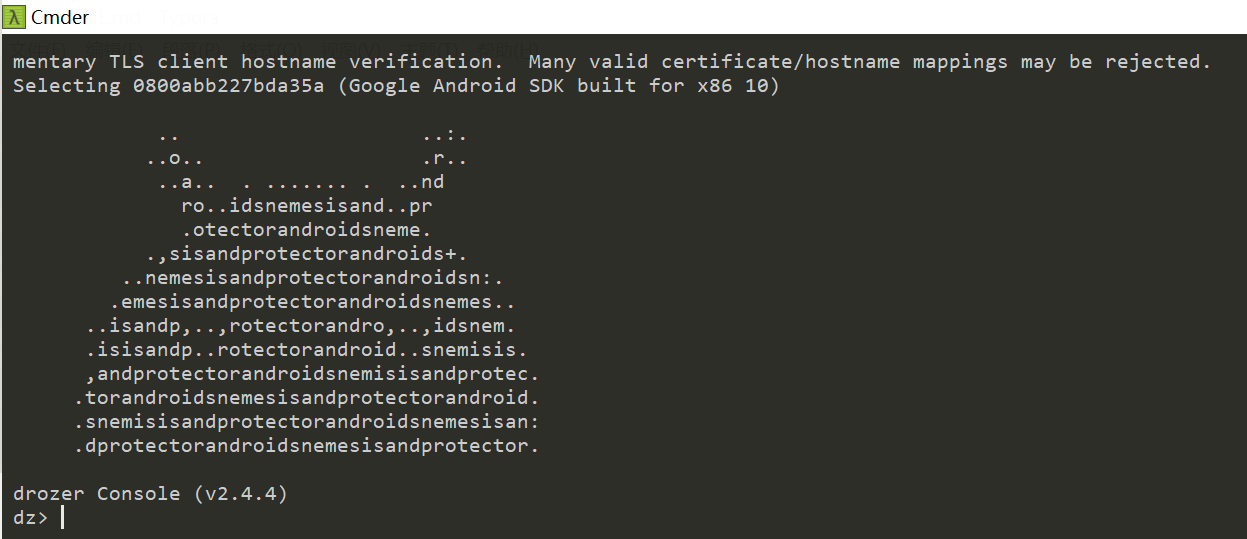 Cmder
mentary TLS client hostname verification.  Many valid certificate/hostname mappings may be rejected.
Selecting 0800abb227bda35a (Google Android SDK built for x86 10)
            ..                    ..:.
           ..o..                  .r..
            ..a..  . ....... .  ..nd
              ro..idsnemesisand..pr
              .otectorandroidsneme.
           .,sisandprotectorandroids+.
         ..nemesisandprotectorandroidsn:.
        .emesisandprotectorandroidsnemes..
      ..isandp,..,rotectorandro,..,idsnem.
      .isisandp..rotectorandroid..snemisis.
      ,andprotectorandroidsnemisisandprotec.
     .torandroidsnemesisandprotectorandroid.
     .snemisisandprotectorandroidsnemesisan:
     .dprotectorandroidsnemesisandprotector.
drozer Console (v2.4.4)
dz>